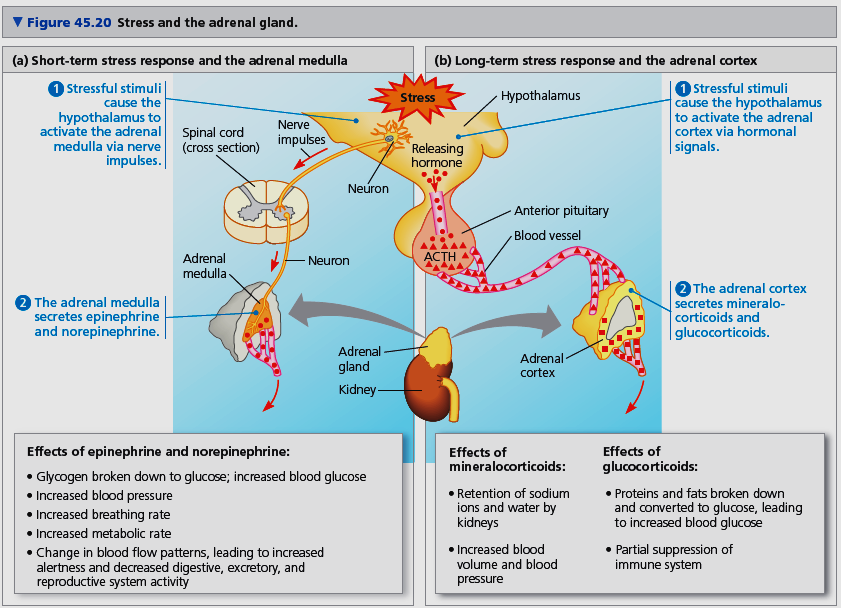 ▼ Figure 45.20 Stress and the adrenal gland.
(a) Short-term stress response and the adrenal medulla
1 Stressful stimuli
cause the
hypothalamus to
activate the adrenal
medulla via nerve
impulses.
Spinal cord
(cross section)
Nerve
impulses
Neuron
Neuron
Adrenal
medulla
2 The adrenal medulla
secretes epinephrine
and norepinephrine.
Stress
Hypothalamus
Releasing
hormone
Anterior pituitary
Blood vessel
ACTH
Adrenal
gland
Kidney
(b) Long-term stress response and the adrenal cortex
1 Stressful stimuli
cause the hypothalamus
to activate the adrenal
cortex via hormonal
signals.
2 The adrenal cortex
secretes mineralo-
corticoids and
glucocorticoids.
Adrenal
cortex
Effects of epinephrine and norepinephrine:
• Glycogen broken down to glucose; increased blood glucose
• Increased blood pressure
• Increased breathing rate
• Increased metabolic rate
• Change in blood flow patterns, leading to increased
alertness and decreased digestive, excretory, and
reproductive system activity
Effects of
mineralocorticoids:
• Retention of sodium
ions and water by
kidneys
• Increased blood
volume and blood
pressure
Effects of
glucocorticoids:
• Proteins and fats broken down
and converted to glucose, leading
to increased blood glucose
• Partial suppression of
immune system